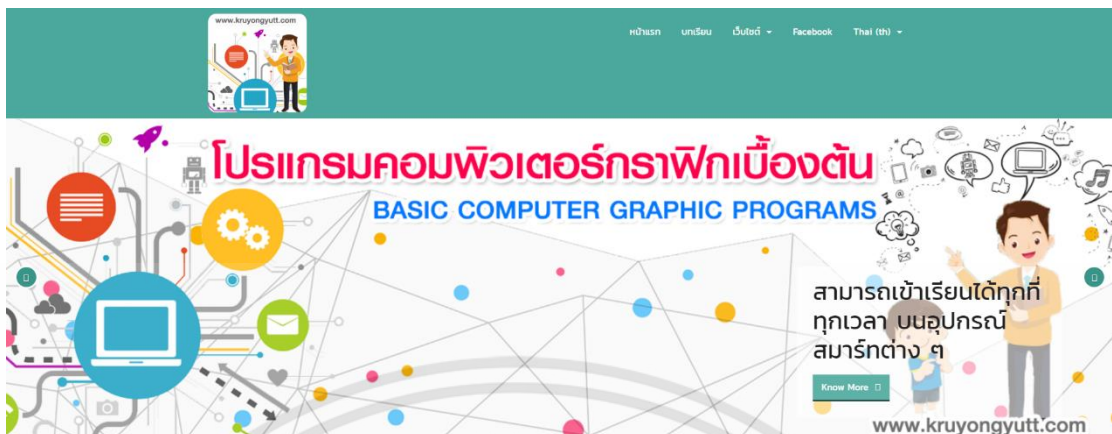 www.kruyongyutt.com
หน้าแรก บทเรียน เว็บไซต์ Facebook Thai (th)
โปรแกรมคอมพิวเตอร์กราฟิกเบื้องต้น
BASIC COMPUTER GRAPHIC PROGRAMS
สามารถเข้าเรียนได้ทุกที่
ทุกเวลา บนอุปกรณ์
สมาร์ทต่าง ๆ
Know More
www.kruyongyutt.com